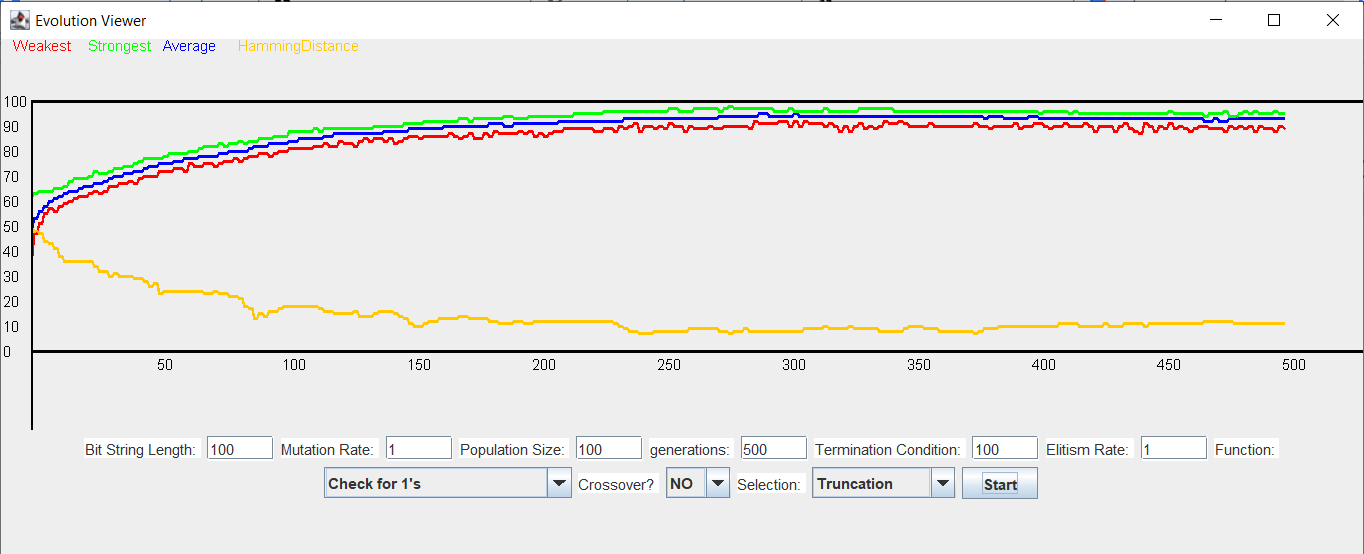 Evolution Viewer
Weakest Strongest Average HammingDistance
100
90
80
70
60
50
40
30
20
10
0
50 100 150 200 250 300 350 400 450 500
Bit String Length: 100 Mutation Rate: 1 Population Size: 100 generations: 500 Termination Condition: 100 Elitism Rate: 1 Function:
Check for 1's Crossover? NO Selection: Truncation Start